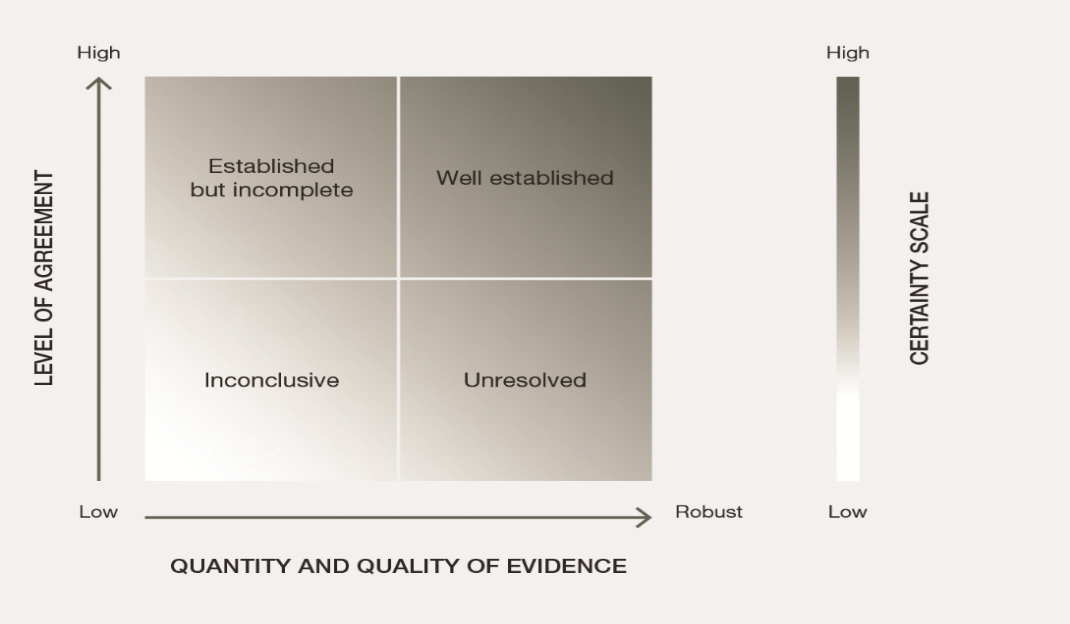 High
High
Established
but incomplete
Well established
LEVEL OF AGREEMENT
CERTAINTY SCALE
Inconclusive
Unresolved
Low
Robust
Low
QUANTITY AND QUALITY OF EVIDENCE